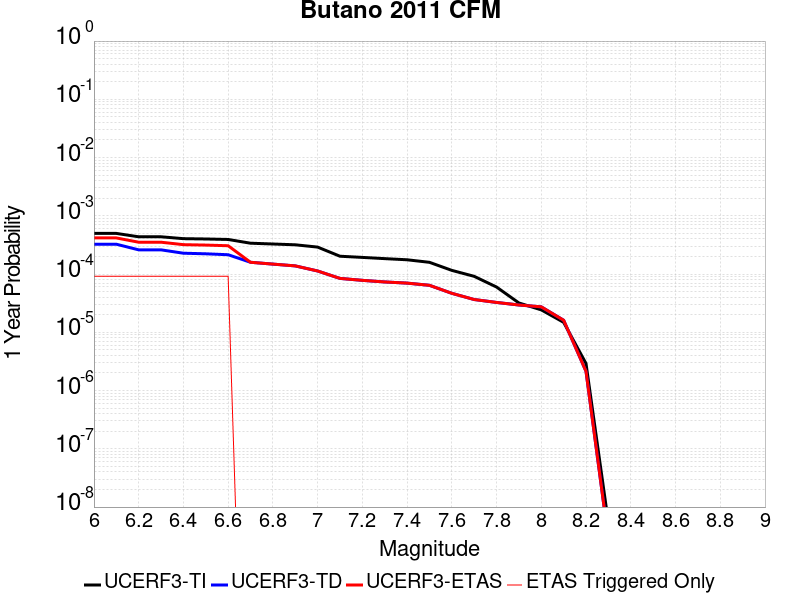 Butano 2011 CFM
10^0
10^-1
10^-2
10^-3
10^-4
10^-5
10^-6
10^-7
10^-8
1 Year Probability
6 6.2 6.4 6.6 6.8 7 7.2 7.4 7.6 7.8 8 8.2 8.4 8.6 8.8 9
Magnitude
UCERF3-TI UCERF3-TD UCERF3-ETAS ETAS Triggered Only